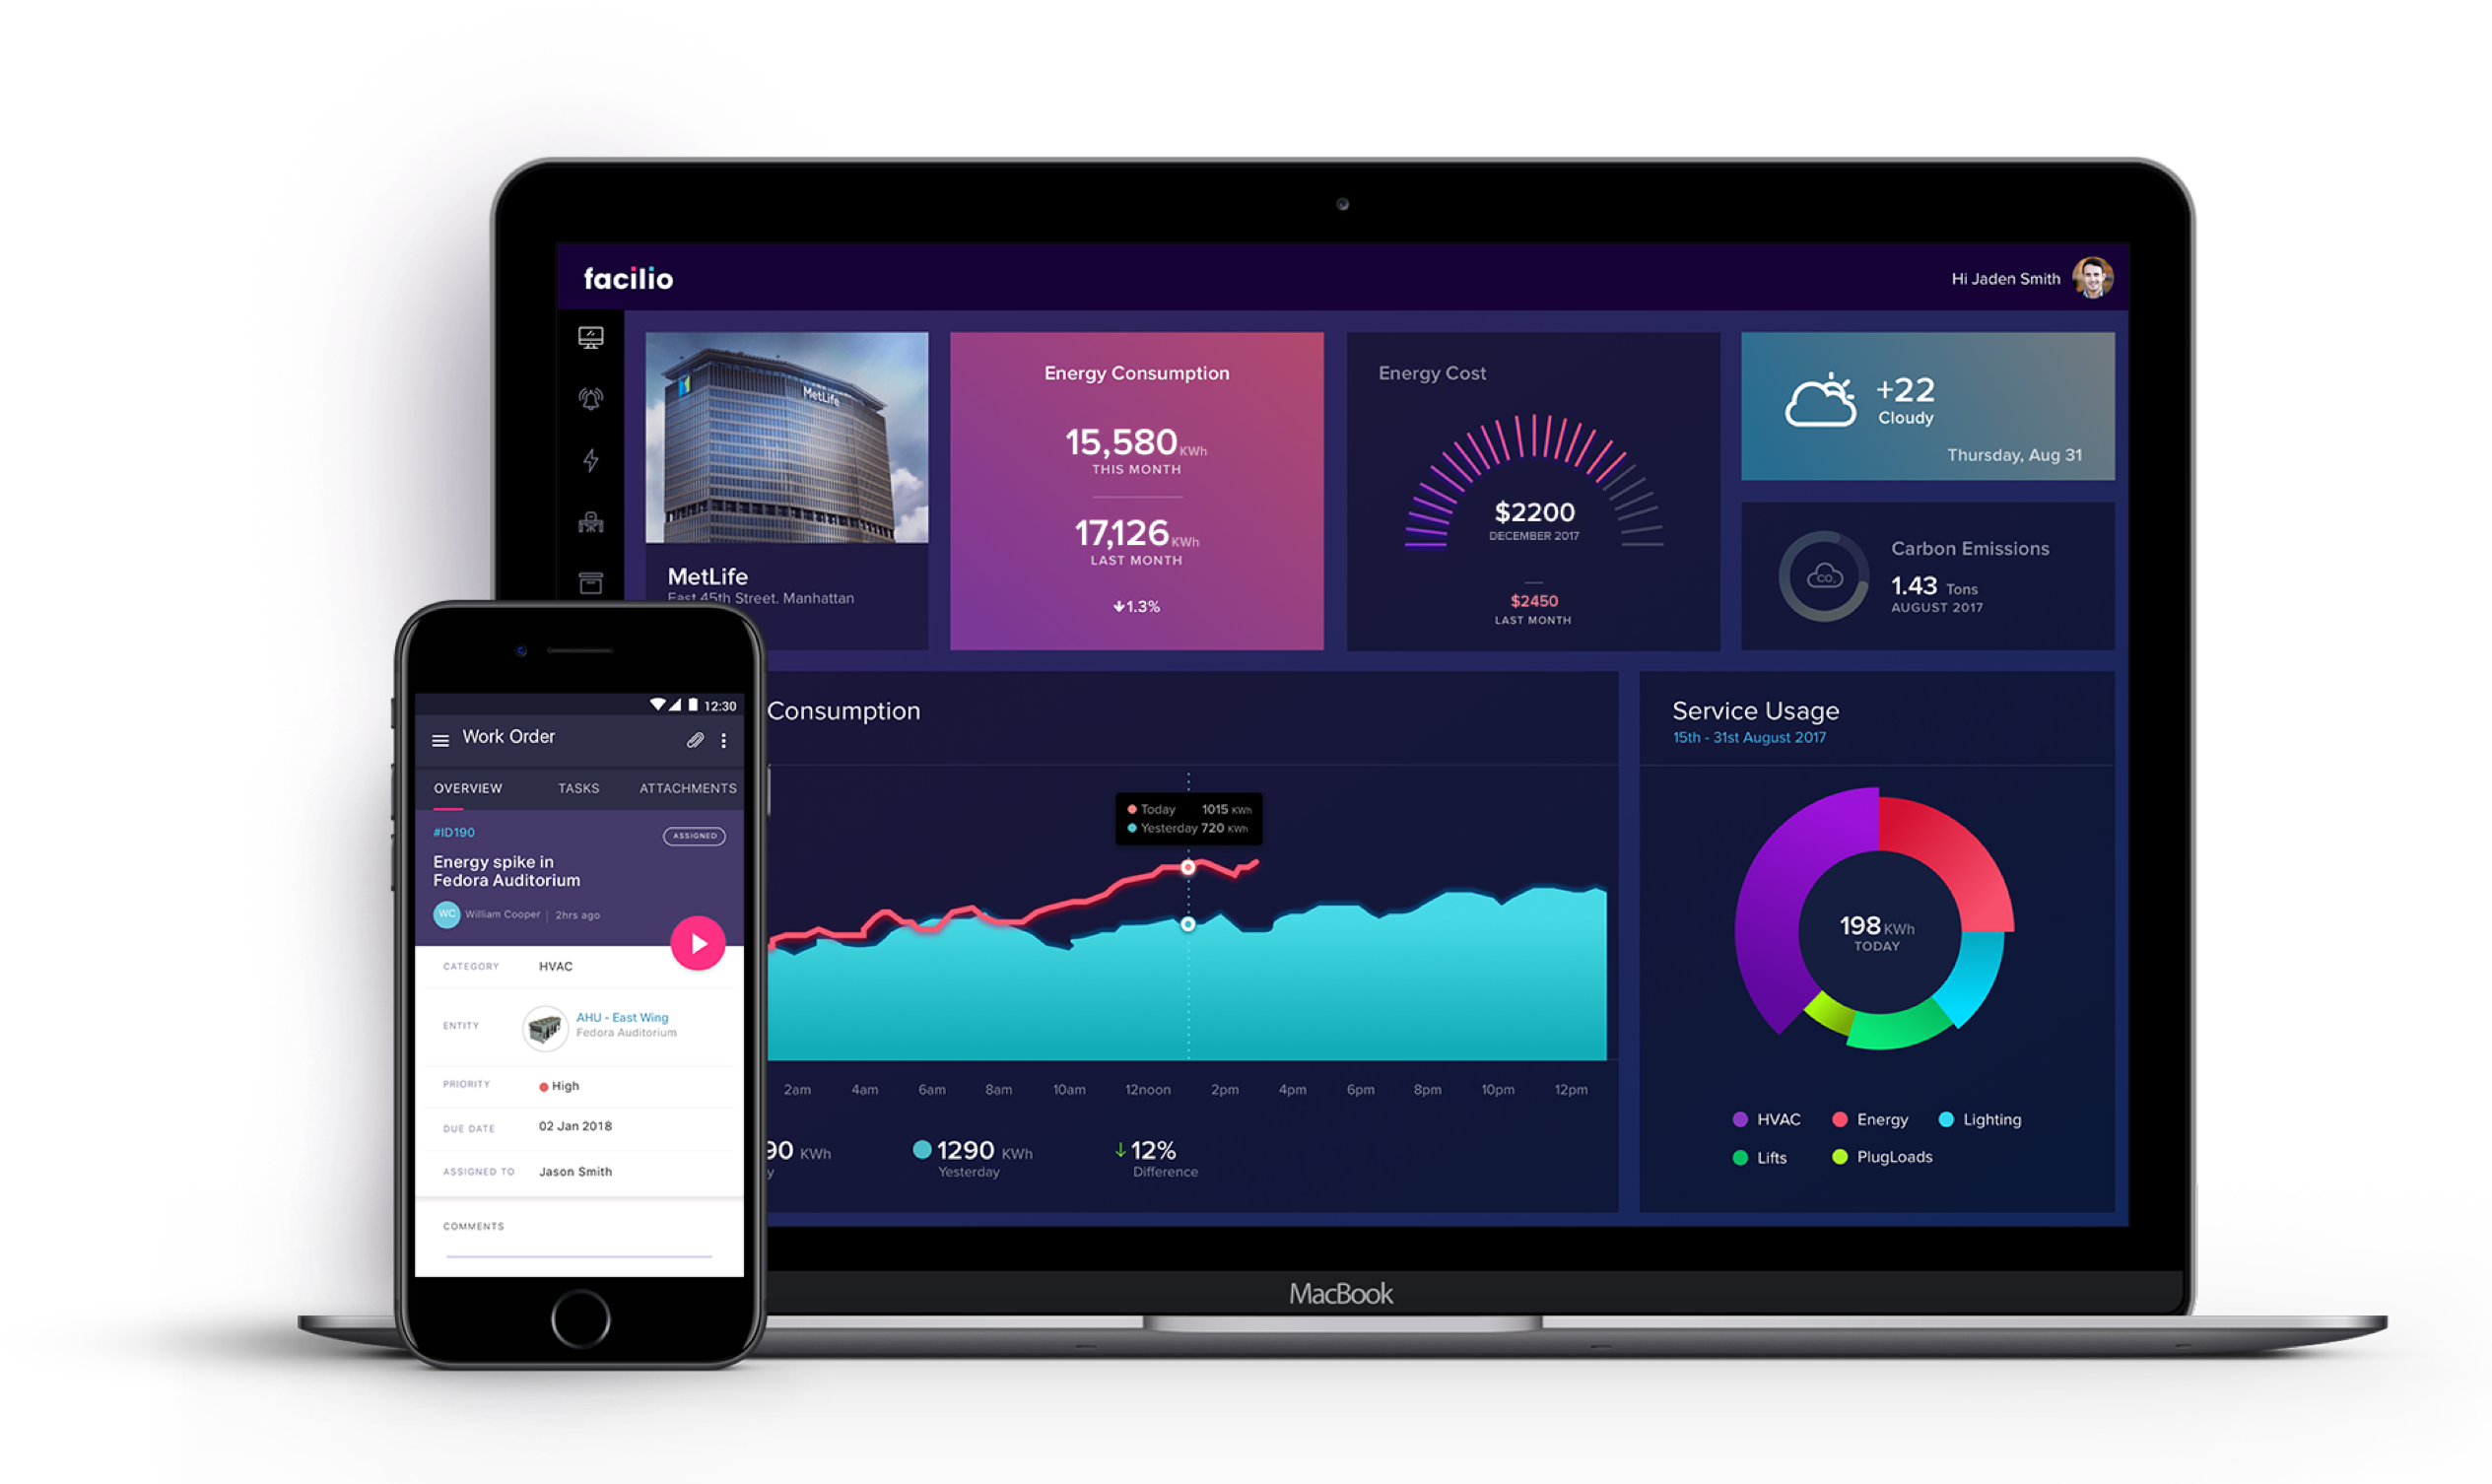 facilio
Hi Jaden Smith
MetLife
MetLife
East 45th Street. Manhattan
Energy Consumption
15,580 KWh
THIS MONTH
17,126 KWh
LAST MONTH
↓1.3%
Energy Cost
$2200
DECEMBER 2017
$2450
LAST MONTH
+22
Cloudy
Thursday, Aug 31
CO₂
Carbon Emissions
1.43 Tons
AUGUST 2017
Consumption
Today 1015 KWh
Yesterday 720 KWh
2am 4am 6am 8am 10am 12noon 2pm 4pm 6pm 8pm 10pm 12pm
90 KWh
y
1290 KWh
Yesterday
↓12%
Difference
Service Usage
15th - 31st August 2017
198 KWh
TODAY
HVAC Energy Lighting
Lifts PlugLoads
12:30
Work Order
OVERVIEW TASKS ATTACHMENTS
#ID190
ASSIGNED
Energy spike in
Fedora Auditorium
WC William Cooper | 2hrs ago
CATEGORY HVAC
ENTITY AHU - East Wing
Fedora Auditorium
PRIORITY High
DUE DATE 02 Jan 2018
ASSIGNED TO Jason Smith
COMMENTS
MacBook